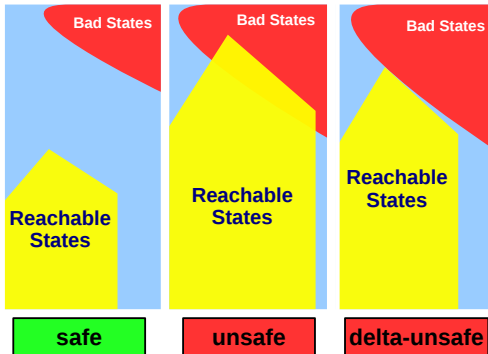 Bad States
Bad States
Bad States
Reachable
States
Reachable
States
Reachable
States
safe
unsafe
delta-unsafe